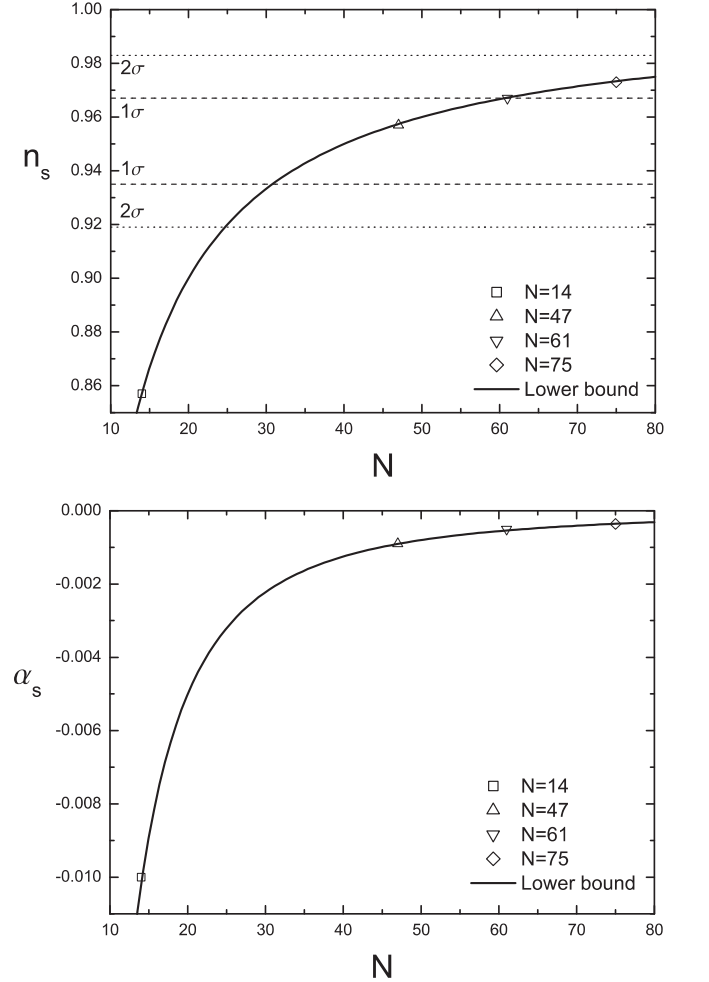 1.00
0.98
2σ
0.96
1σ
n_s
0.94
1σ
0.92
2σ
0.90
N=14
0.88
N=47
N=61
0.86
N=75
Lower bound
10 20 30 40 50 60 70 80
N
0.000
-0.002
-0.004
α_s
-0.006
-0.008
N=14
N=47
N=61
-0.010
N=75
Lower bound
10 20 30 40 50 60 70 80
N